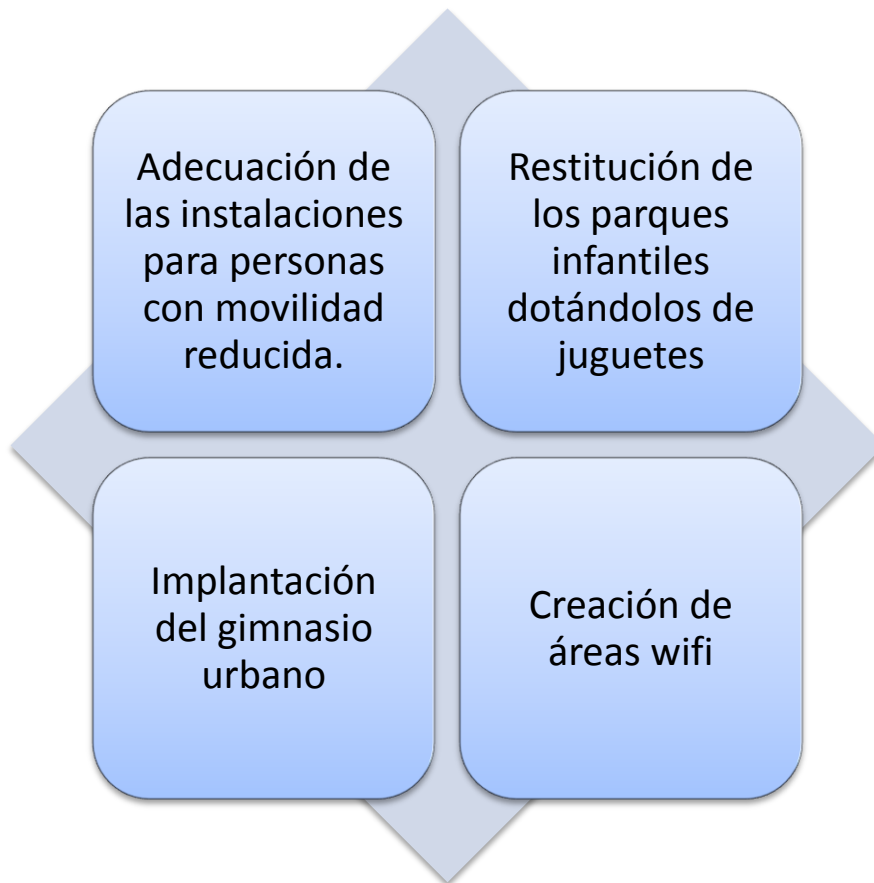 Adecuación de
las instalaciones
para personas
con movilidad
reducida.
Restitución de
los parques
infantiles
dotándolos de
juguetes
Implantación
del gimnasio
urbano
Creación de
áreas wifi